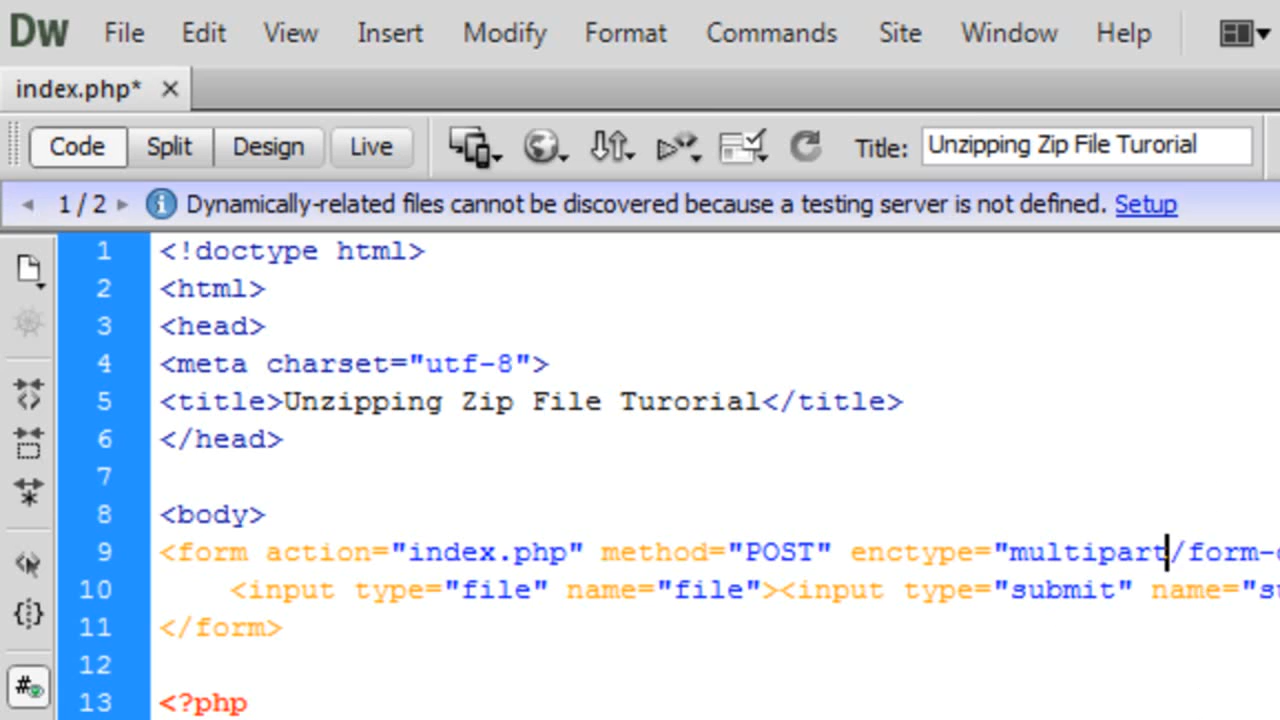 Dw File Edit View Insert Modify Format Commands Site Window Help
index.php*
Code Split Design Live Title: Unzipping Zip File Turorial
1 / 2 Dynamically-related files cannot be discovered because a testing server is not defined. Setup
1 <!doctype html>
2 <html>
3 <head>
4 <meta charset="utf-8">
5 <title>Unzipping Zip File Turorial</title>
6 </head>
7
8 <body>
9 <form action="index.php" method="POST" enctype="multipart/form-
10 <input type="file" name="file"><input type="submit" name="su
11 </form>
12
13 <?php